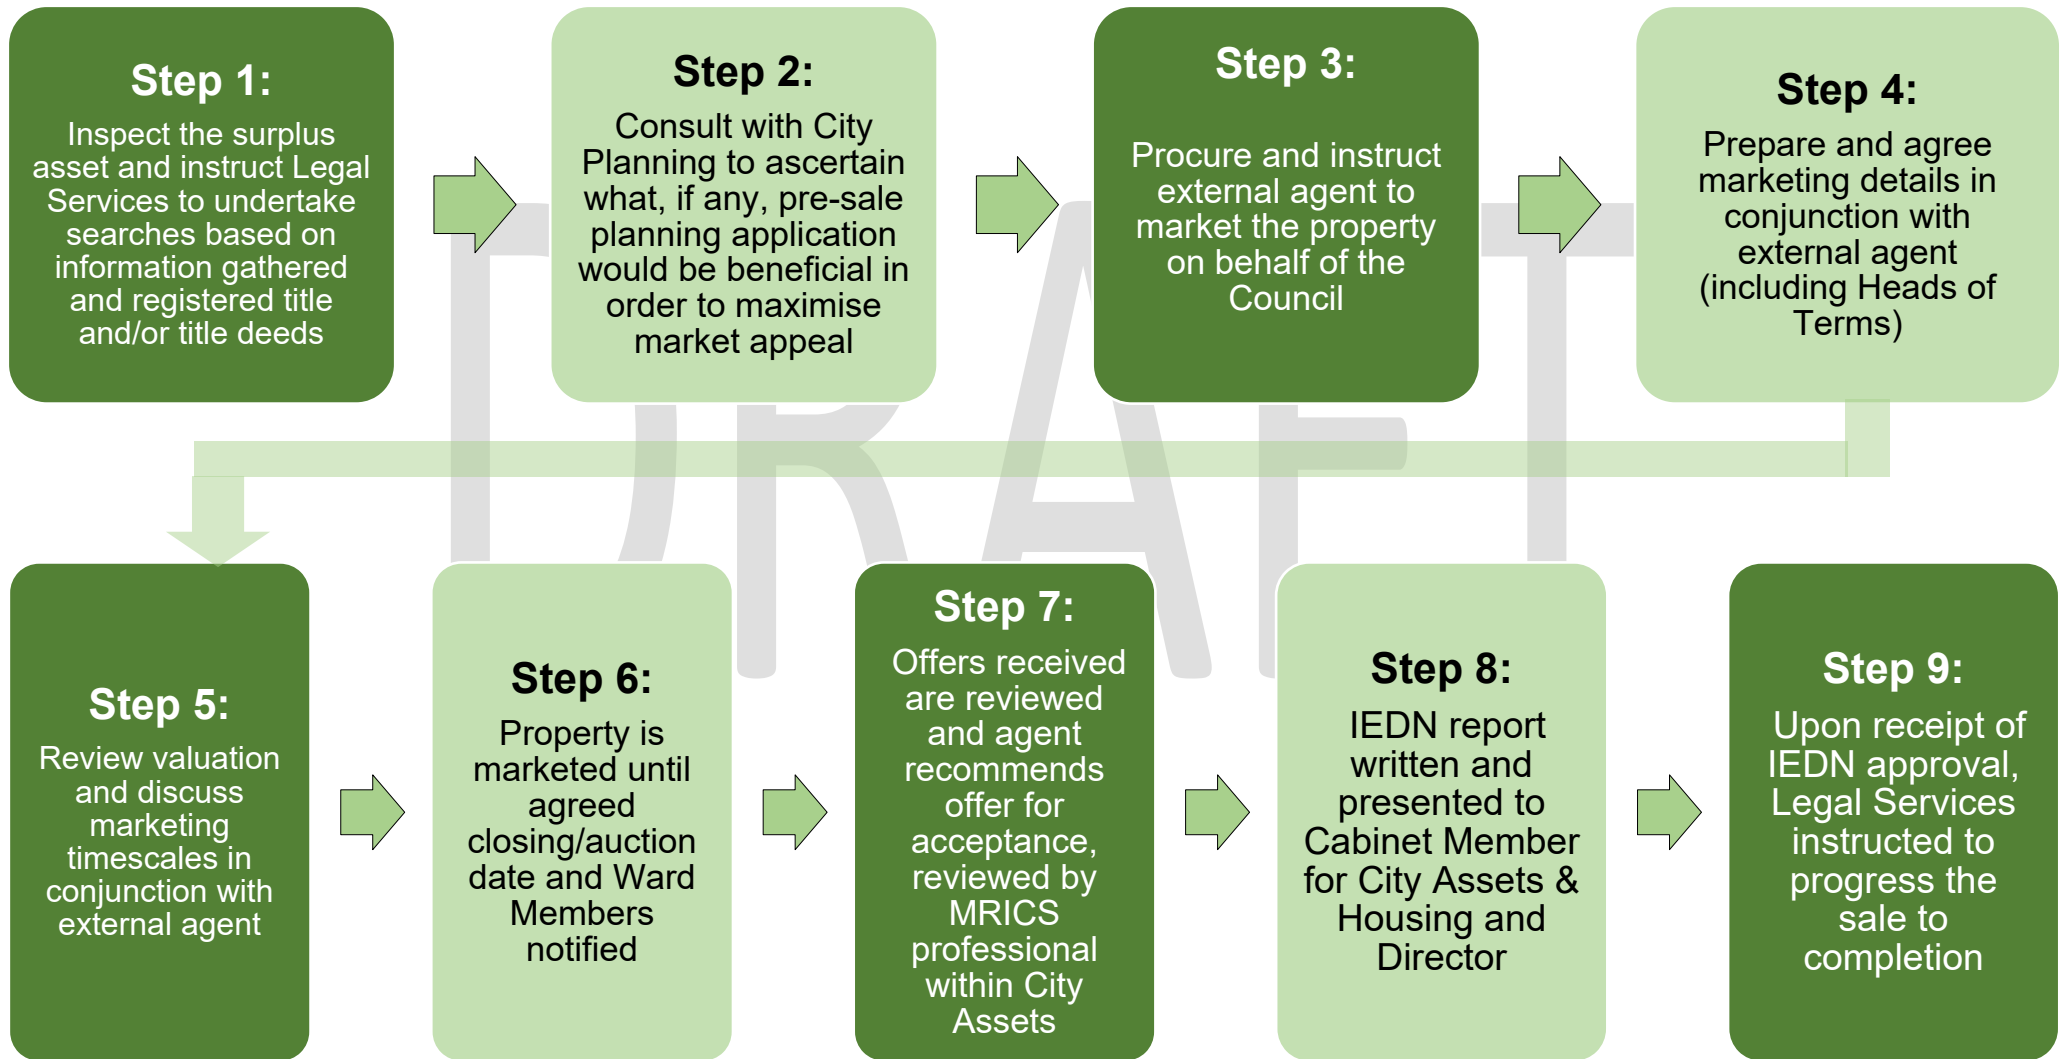 Step 1:
Inspect the surplus
asset and instruct Legal
Services to undertake
searches based on
information gathered
and registered title
and/or title deeds
Step 2:
Consult with City
Planning to ascertain
what, if any, pre-sale
planning application
would be beneficial in
order to maximise
market appeal
Step 3:
Procure and instruct
external agent to
market the property
on behalf of the
Council
Step 4:
Prepare and agree
marketing details in
conjunction with
external agent
(including Heads of
Terms)
DRAFT
Step 5:
Review valuation
and discuss
marketing
timescales in
conjunction with
external agent
Step 6:
Property is
marketed until
agreed
closing/auction
date and Ward
Members
notified
Step 7:
Offers received
are reviewed
and agent
recommends
offer for
acceptance,
reviewed by
MRICS
professional
within City
Assets
Step 8:
IEDN report
written and
presented to
Cabinet Member
for City Assets &
Housing and
Director
Step 9:
Upon receipt of
IEDN approval,
Legal Services
instructed to
progress the
sale to
completion